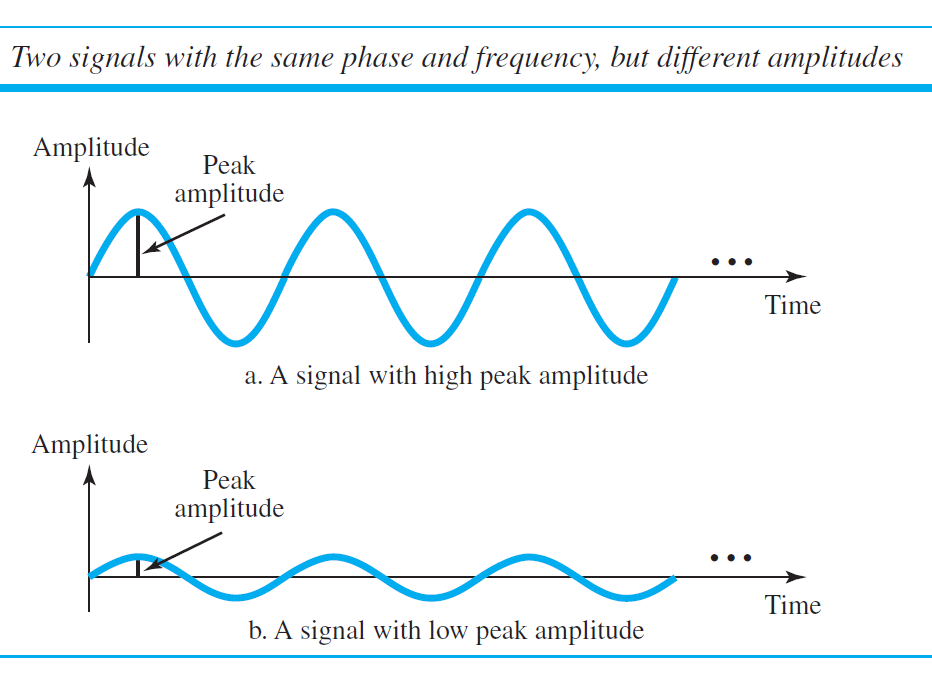 Two signals with the same phase and frequency, but different amplitudes
Amplitude
Peak
amplitude
Time
a. A signal with high peak amplitude
Amplitude
Peak
amplitude
Time
b. A signal with low peak amplitude